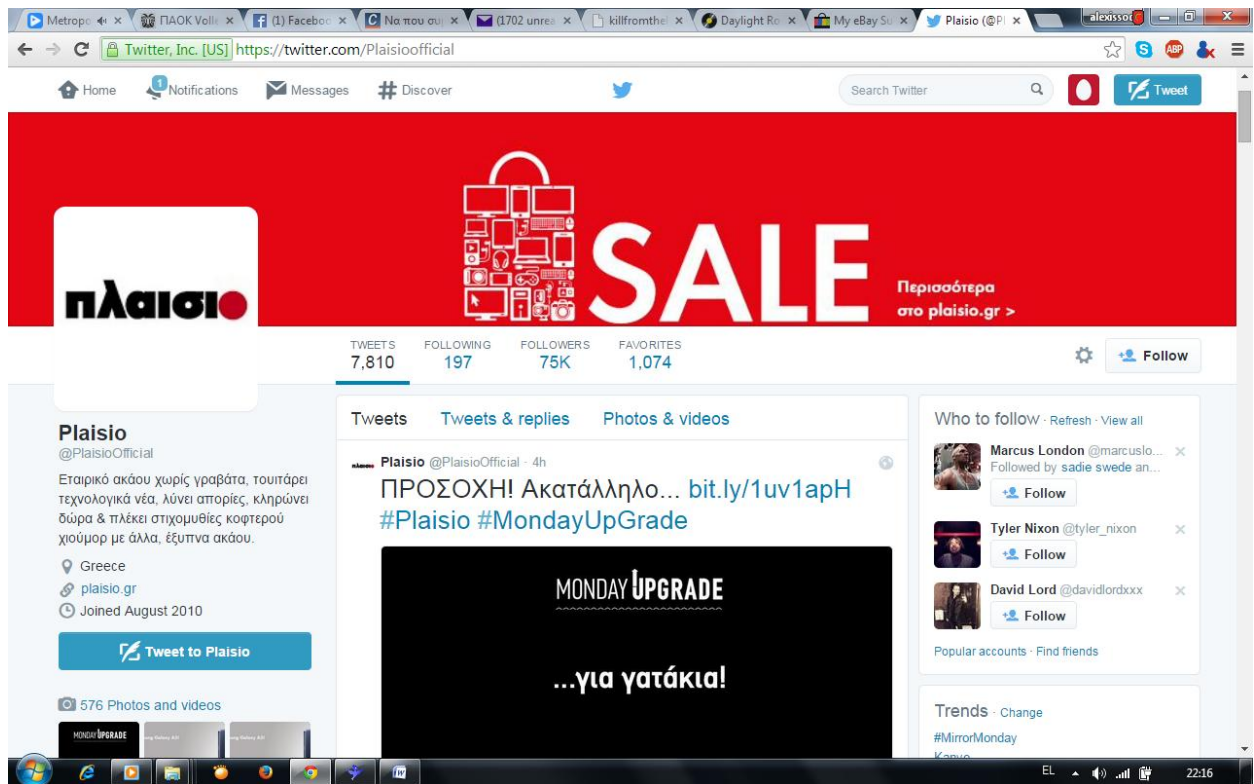 Metropo
ΠΑΟΚ Volle
(1) Faceboo
Να που συμ
(1702 unrea
killfromthei
Daylight Ro
My eBay Su
Plaisio (@Pl
Twitter, Inc. [US] https://twitter.com/Plaisioofficial
ABP
Home
1
Notifications
Messages
Discover
Search Twitter
Tweet
SALE
Περισσότερα
στο plaisio.gr >
πλαισιο
TWEETS FOLLOWING FOLLOWERS FAVORITES
7,810 197 75K 1,074
Follow
Plaisio
@PlaisioOfficial
Εταιρικό ακάου χωρίς γραβάτα, τουιτάρει
τεχνολογικά νέα, λύνει απορίες, κληρώνει
δώρα & πλέκει στιχομυθίες κοφτερού
χιούμορ με άλλα, έξυπνα ακάου.
Greece
plaisio.gr
Joined August 2010
Tweet to Plaisio
576 Photos and videos
MONDAY UPGRADE
Tweets Tweets & replies Photos & videos
Plaisio @PlaisioOfficial · 4h
ΠΡΟΣΟΧΗ! Ακατάλληλο... bit.ly/1uv1apH
#Plaisio #MondayUpGrade
MONDAY UPGRADE
...για γατάκια!
Who to follow · Refresh · View all
Marcus London @marcuslo...
Followed by sadie swede an...
Follow
Tyler Nixon @tyler_nixon
Follow
David Lord @davidlordxxx
Follow
Popular accounts · Find friends
Trends · Change
#MirrorMonday
Kanye
EL
22:16